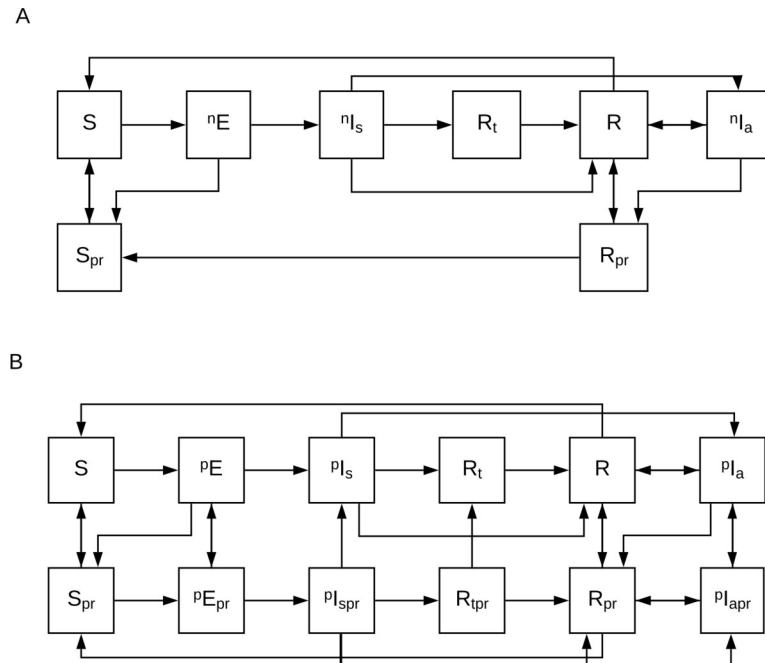 A
S nE nIs Rt R nIa
Spr Rpr
B
S pE pIs Rt R pIa
Spr pEpr pIspr Rtpr Rpr pIapr